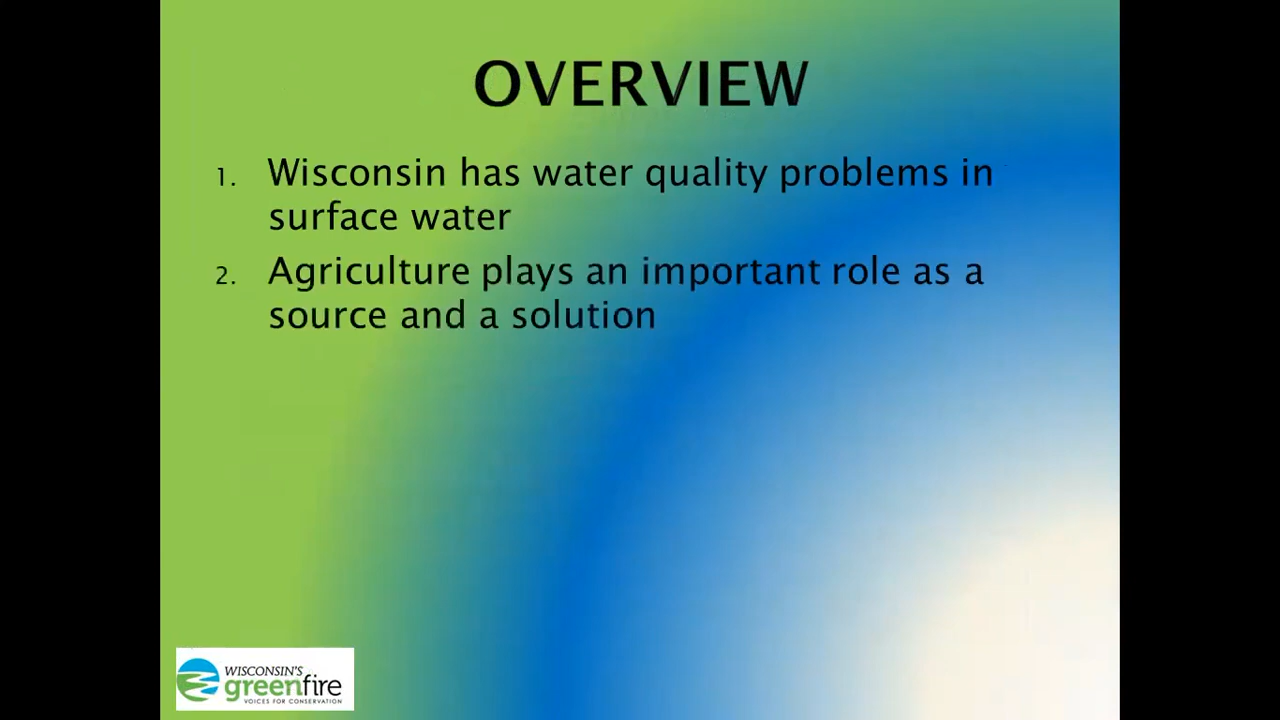 OVERVIEW
1. Wisconsin has water quality problems in
surface water
2. Agriculture plays an important role as a
source and a solution
WISCONSIN'S
greenfire
VOICES FOR CONSERVATION